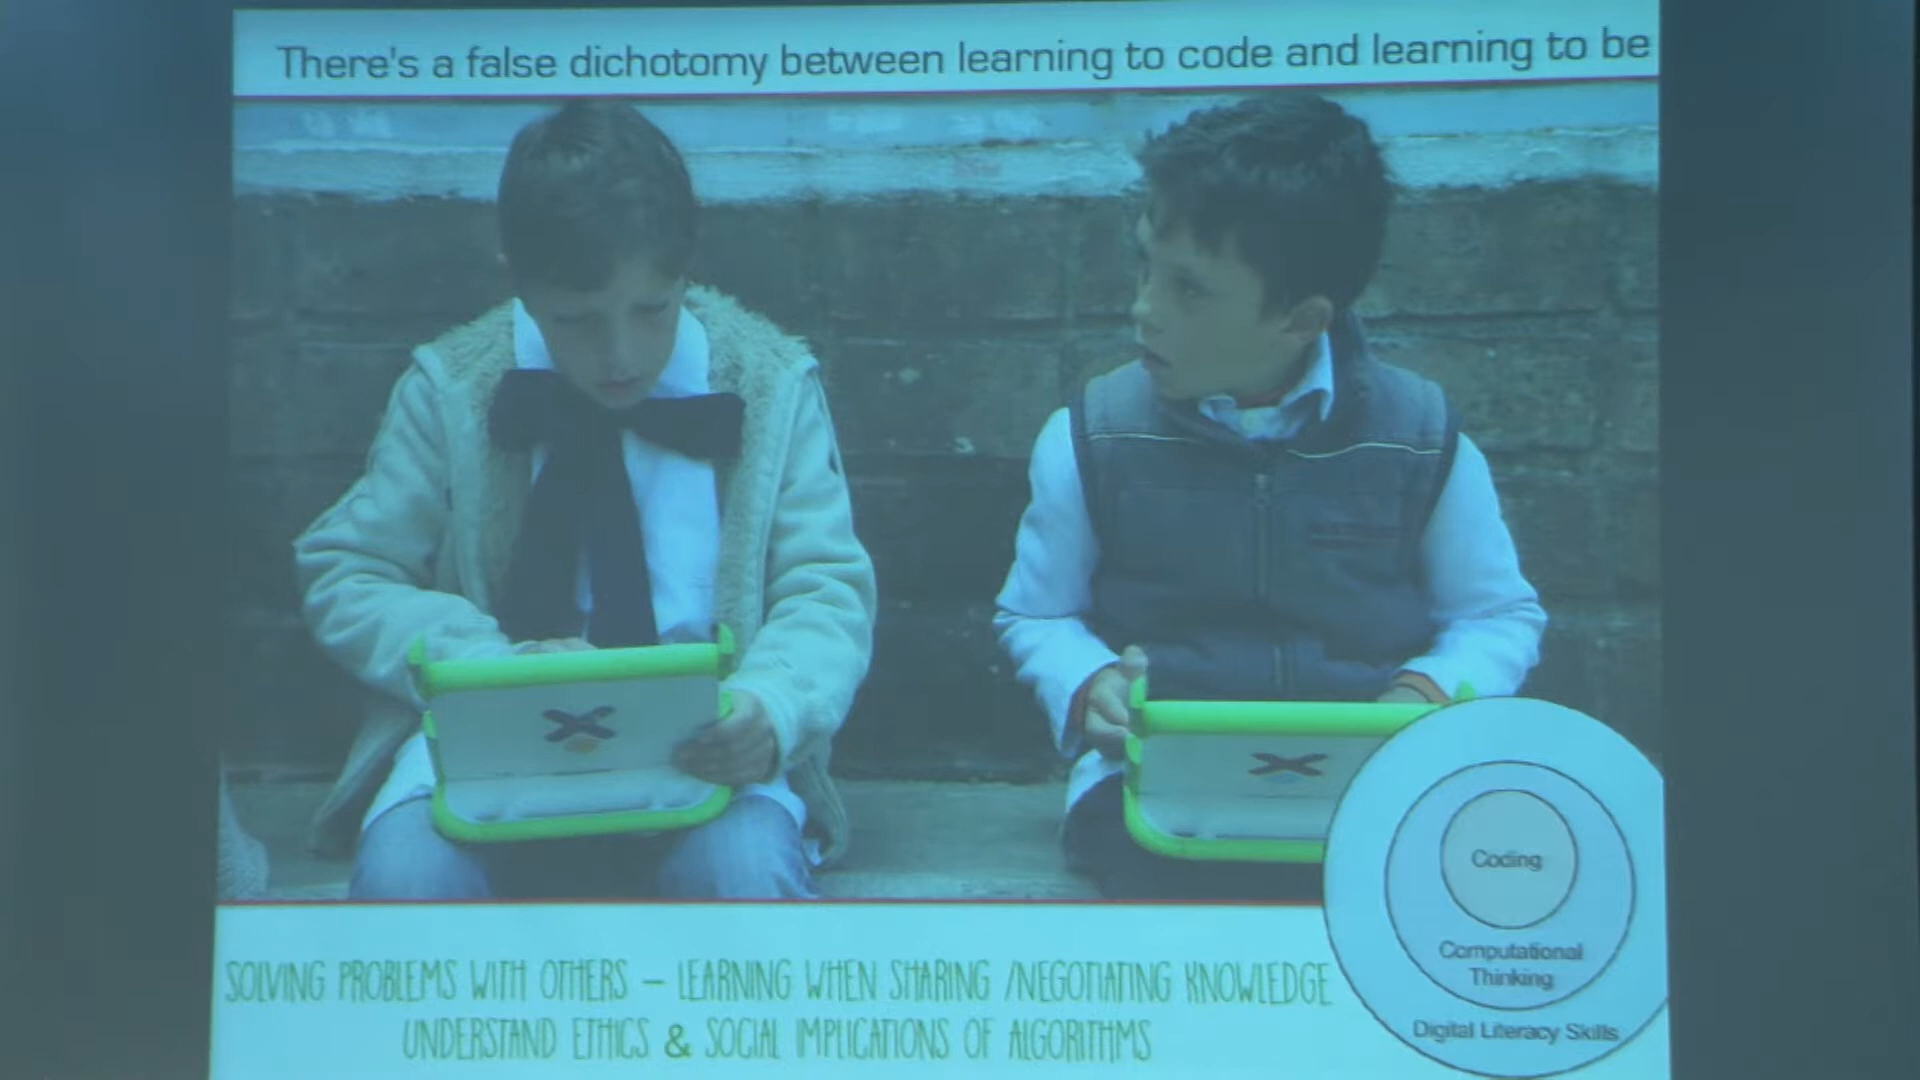 There's a false dichotomy between learning to code and learning to be
Coding
Computational
Thinking
Digital Literacy Skills
SOLVING PROBLEMS WITH OTHERS – LEARNING WHEN SHARING /NEGOTIATING KNOWLEDGE
UNDERSTAND ETHICS & SOCIAL IMPLICATIONS OF ALGORITHMS